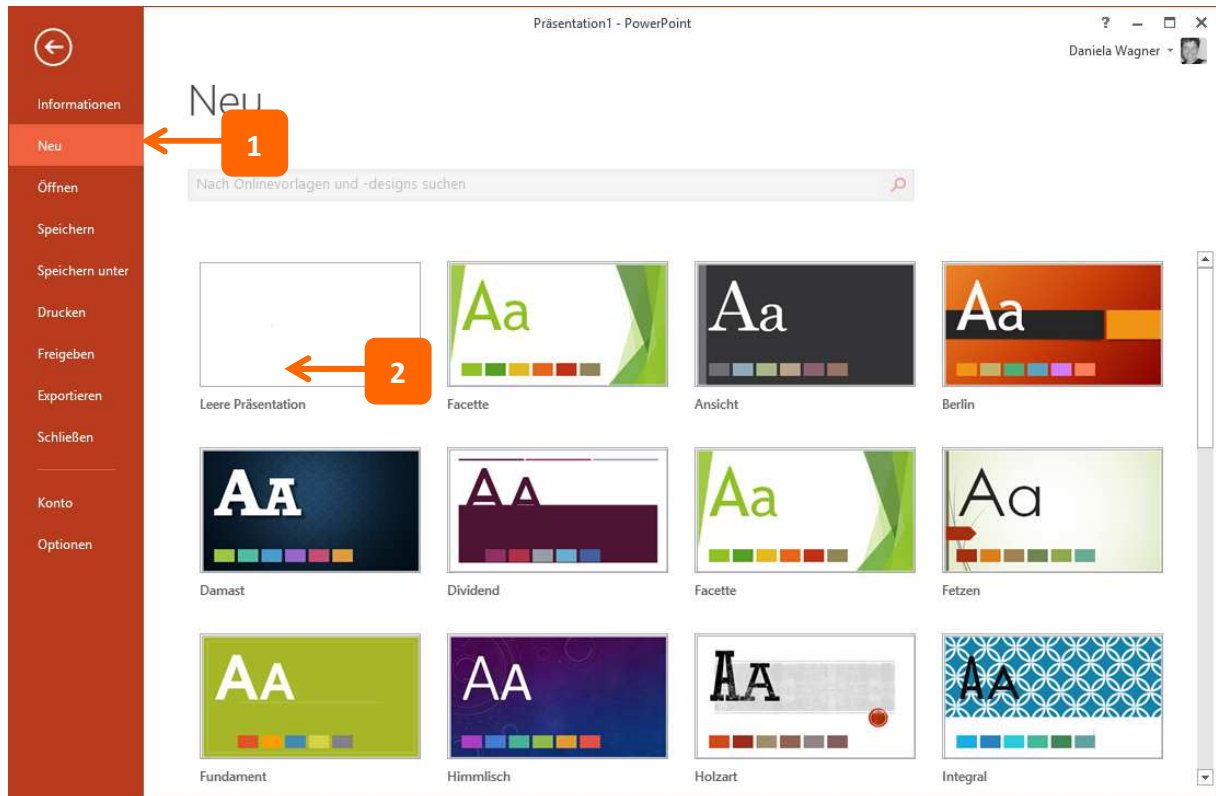 Präsentation1 - PowerPoint
?
Daniela Wagner
Informationen
Neu
Öffnen
Speichern
Speichern unter
Drucken
Freigeben
Exportieren
Schließen
Konto
Optionen
Neu
1
Nach Onlinevorlagen und -designs suchen
2
Aa
Aa
Aa
Leere Präsentation
Facette
Ansicht
Berlin
AA
AA
Aa
Aa
Damast
Dividend
Facette
Fetzen
AA
AA
AA
AA
Fundament
Himmlisch
Holzart
Integral